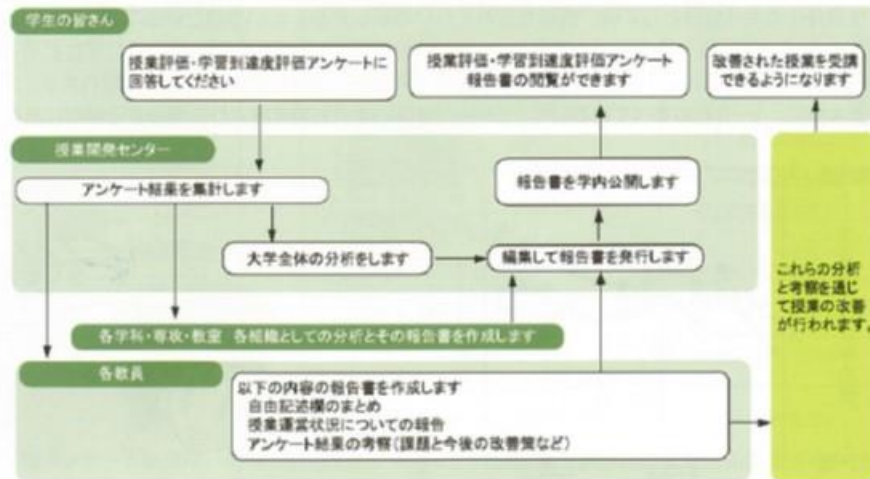 学生の皆さん
授業評価・学習到達度評価アンケートに
回答してください
授業評価・学習到達度評価アンケート
報告書の閲覧ができます
改善された授業を受講
できるようになります
授業開発センター
アンケート結果を集計します
報告書を学内公開します
大学全体の分析をします
編集して報告書を発行します
これらの分析
と考察を通じ
て授業の改善
が行われます。
各学科・専攻・教室 各組織としての分析とその報告書を作成します
各教員
以下の内容の報告書を作成します
自由記述欄のまとめ
授業運営状況についての報告
アンケート結果の考察(課題と今後の改善策など)